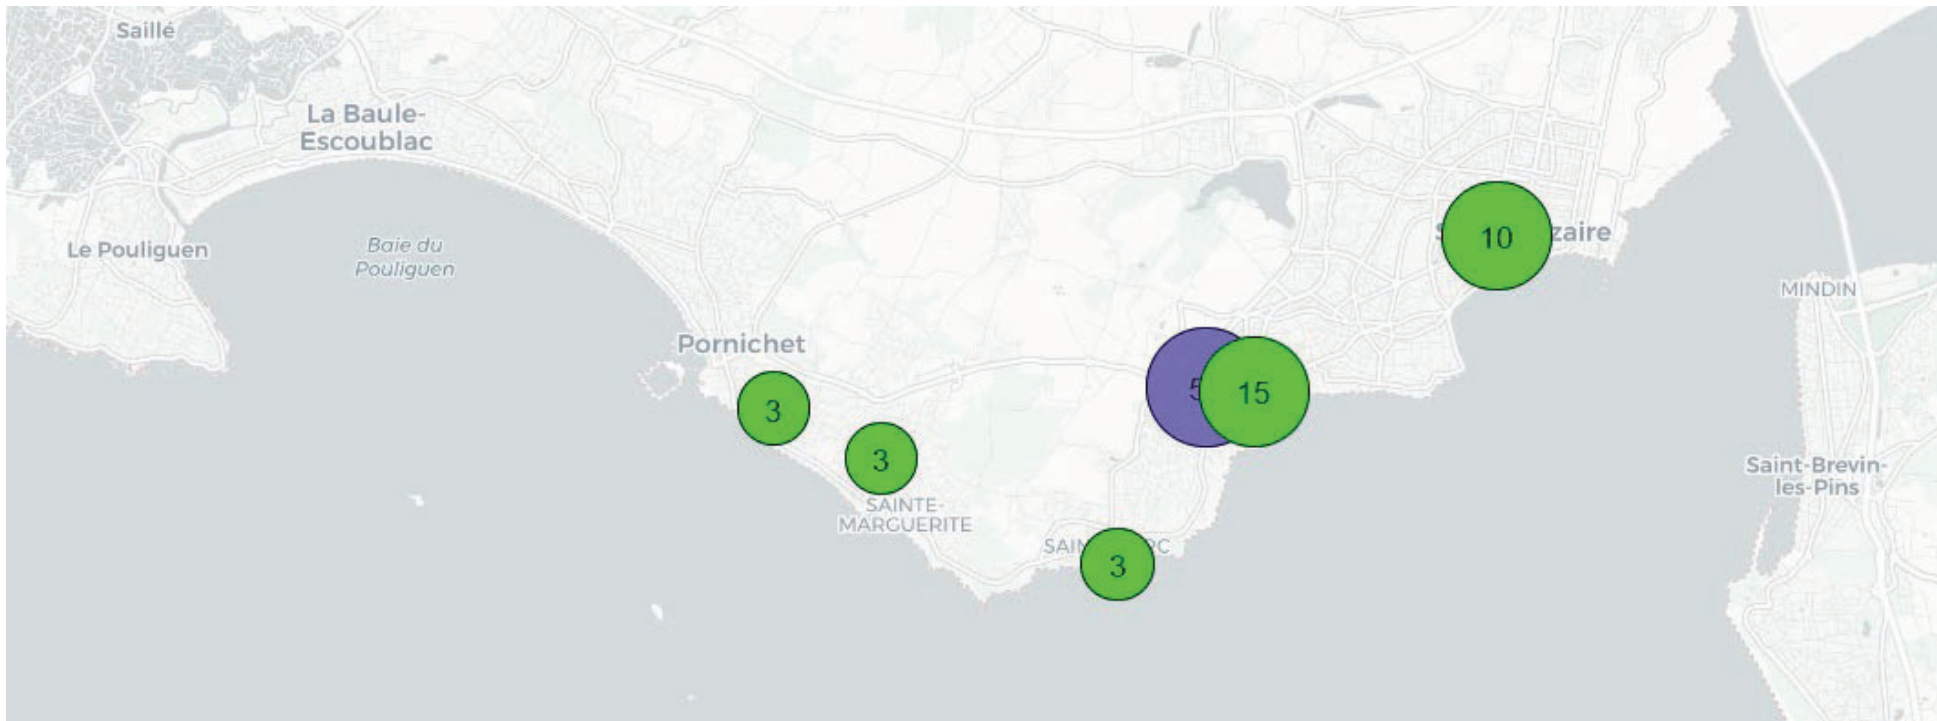 Saillé
La Baule-
Escoublac
Le Pouliguen
Baie du
Pouliguen
10
zaire
MINDIN
Pornichet
3
15
3
SAINTE-
MARGUERITE
Saint-Brevin-
les-Pins
3